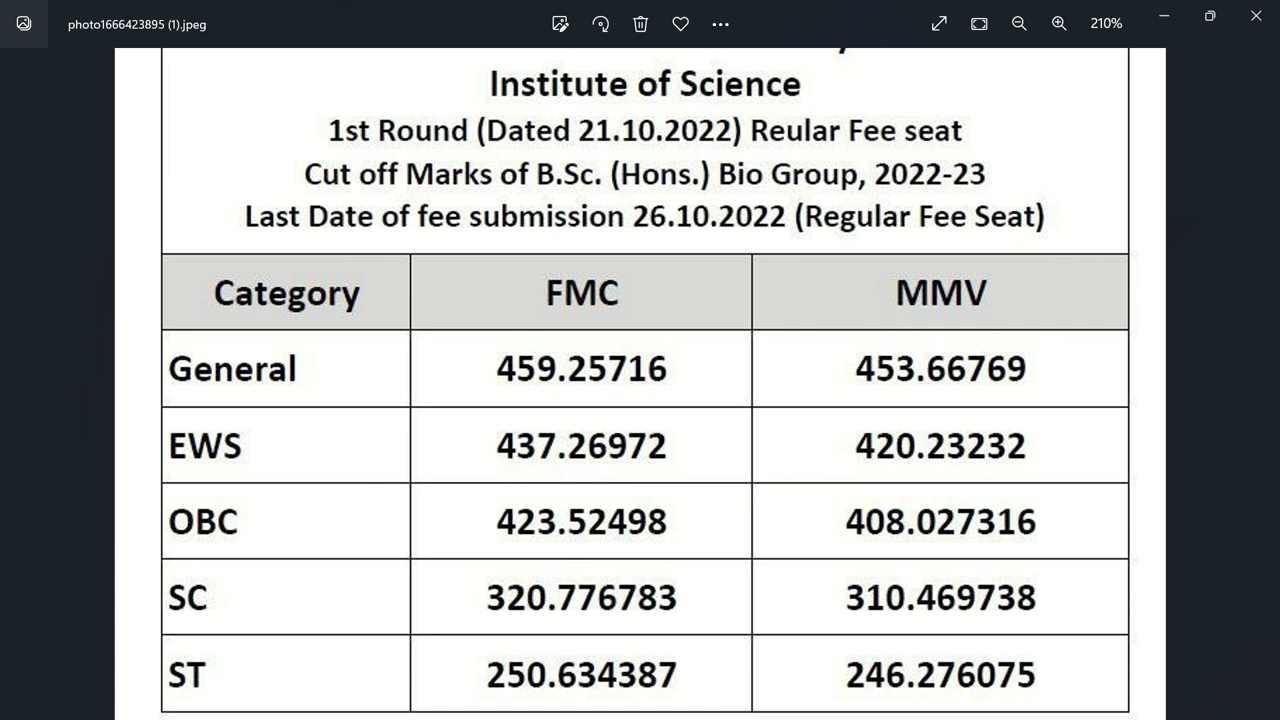 photo1666423895 (1).jpeg
210%
Institute of Science
1st Round (Dated 21.10.2022) Reular Fee seat
Cut off Marks of B.Sc. (Hons.) Bio Group, 2022-23
Last Date of fee submission 26.10.2022 (Regular Fee Seat)
Category FMC MMV
General 459.25716 453.66769
EWS 437.26972 420.23232
OBC 423.52498 408.027316
SC 320.776783 310.469738
ST 250.634387 246.276075